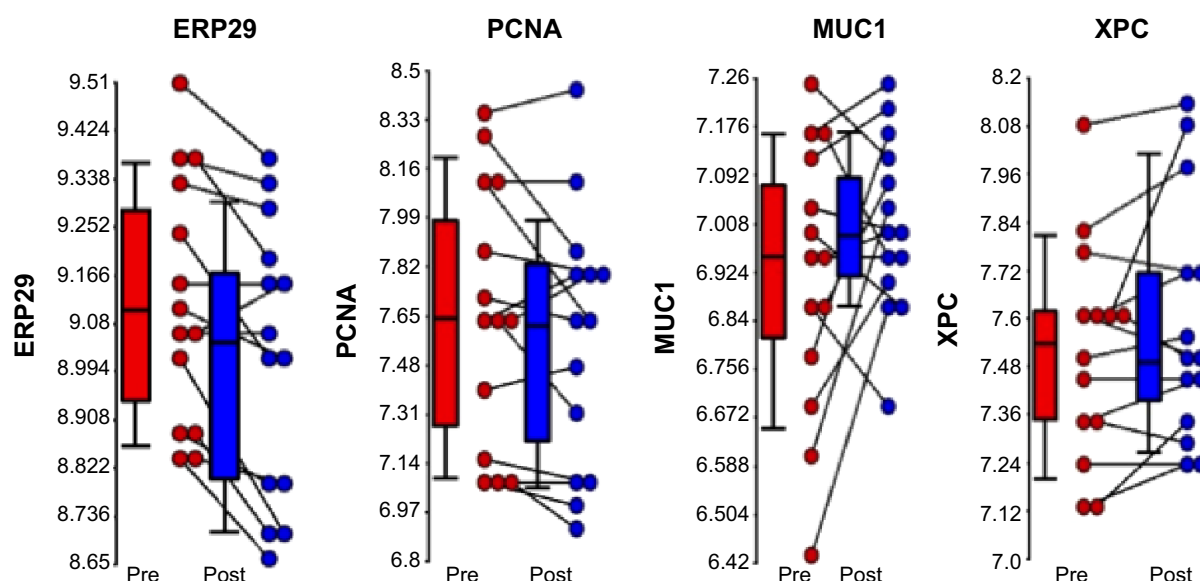 ERP29
PCNA
MUC1
XPC
ERP29
9.51
9.424
9.338
9.252
9.166
9.08
8.994
8.908
8.822
8.736
8.65
Pre
Post
PCNA
8.5
8.33
8.16
7.99
7.82
7.65
7.48
7.31
7.14
6.97
6.8
Pre
Post
MUC1
7.26
7.176
7.092
7.008
6.924
6.84
6.756
6.672
6.588
6.504
6.42
Pre
Post
XPC
8.2
8.08
7.96
7.84
7.72
7.6
7.48
7.36
7.24
7.12
7.0
Pre
Post